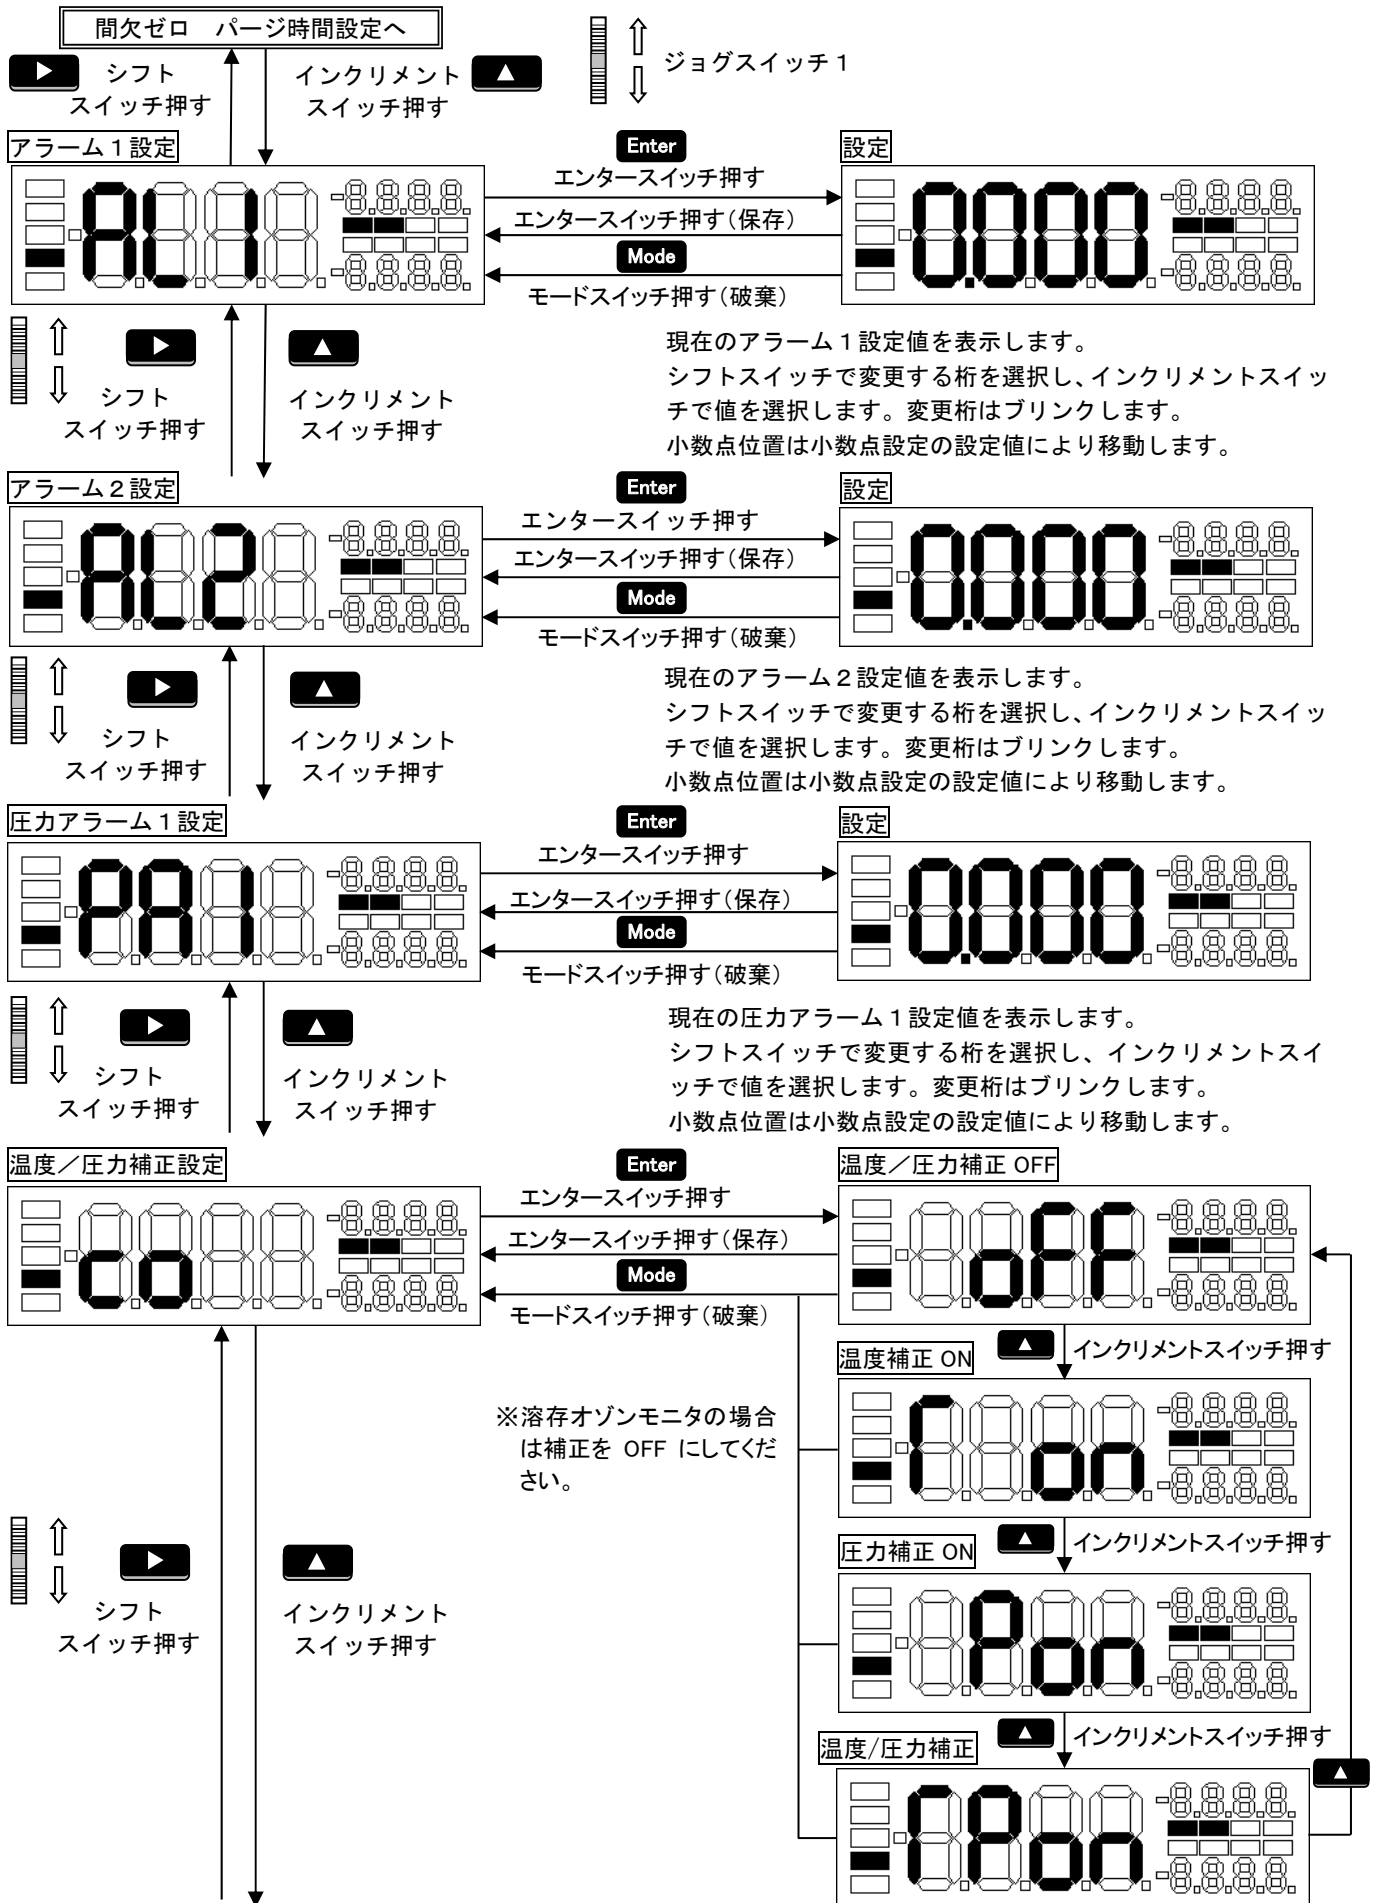 間欠ゼロ パージ時間設定へ
シフト
スイッチ押す
インクリメント
スイッチ押す
ジョグスイッチ1
アラーム1設定
AL1
Enter
エンタースイッチ押す
エンタースイッチ押す(保存)
Mode
モードスイッチ押す(破棄)
設定
0.000
シフト
スイッチ押す
インクリメント
スイッチ押す
現在のアラーム1設定値を表示します。
シフトスイッチで変更する桁を選択し、インクリメントスイッ
チで値を選択します。変更桁はブリンクします。
小数点位置は小数点設定の設定値により移動します。
アラーム2設定
AL2
Enter
エンタースイッチ押す
エンタースイッチ押す(保存)
Mode
モードスイッチ押す(破棄)
設定
0.000
シフト
スイッチ押す
インクリメント
スイッチ押す
現在のアラーム2設定値を表示します。
シフトスイッチで変更する桁を選択し、インクリメントスイッ
チで値を選択します。変更桁はブリンクします。
小数点位置は小数点設定の設定値により移動します。
圧力アラーム1設定
PA1
Enter
エンタースイッチ押す
エンタースイッチ押す(保存)
Mode
モードスイッチ押す(破棄)
設定
0.000
シフト
スイッチ押す
インクリメント
スイッチ押す
現在の圧力アラーム1設定値を表示します。
シフトスイッチで変更する桁を選択し、インクリメントスイ
ッチで値を選択します。変更桁はブリンクします。
小数点位置は小数点設定の設定値により移動します。
温度/圧力補正設定
co
Enter
エンタースイッチ押す
エンタースイッチ押す(保存)
Mode
モードスイッチ押す(破棄)
温度/圧力補正 OFF
oFF
インクリメントスイッチ押す
温度補正 ON
T on
※溶存オゾンモニタの場合
は補正を OFF にしてくだ
さい。
インクリメントスイッチ押す
圧力補正 ON
Pon
シフト
スイッチ押す
インクリメント
スイッチ押す
インクリメントスイッチ押す
温度/圧力補正
TPon